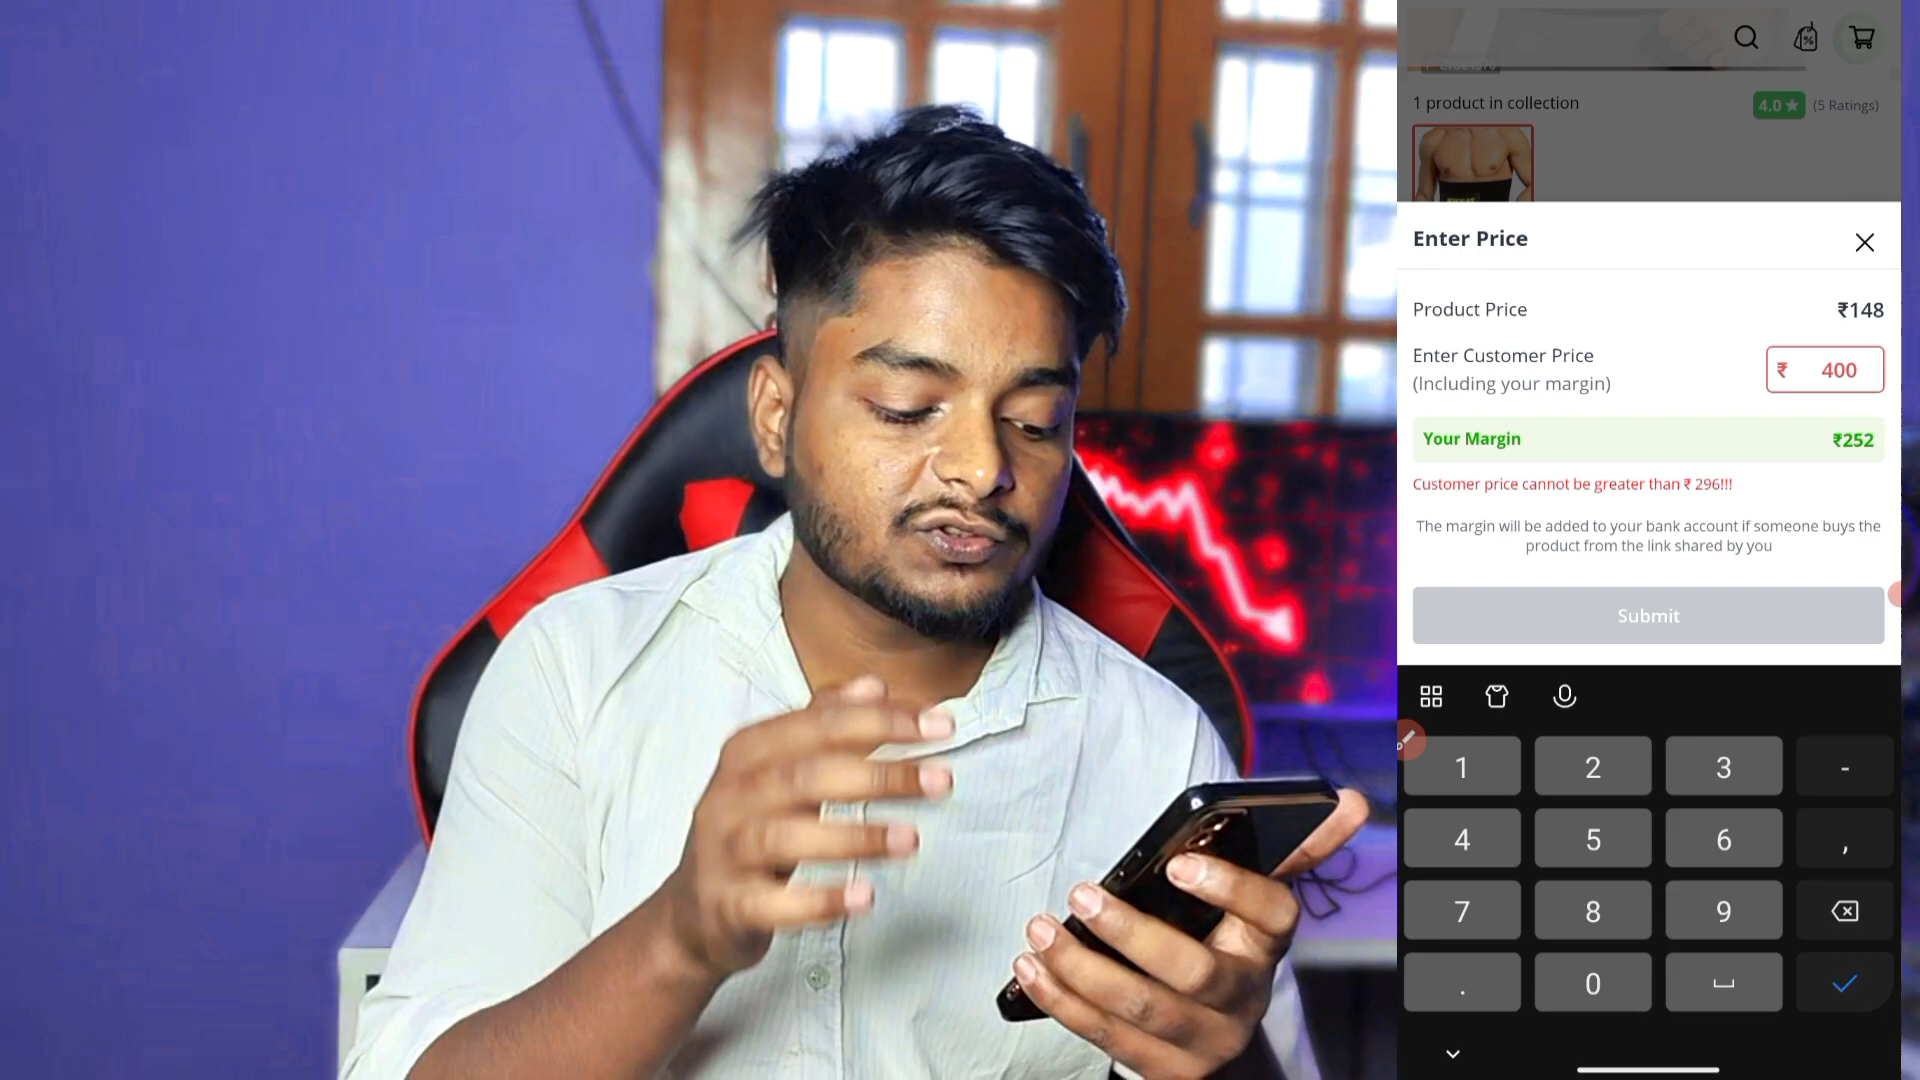 1 product in collection
4.0 ★ (5 Ratings)
Enter Price
Product Price ₹148
Enter Customer Price
(Including your margin)
₹ 400
Your Margin ₹252
Customer price cannot be greater than ₹ 296!!!
The margin will be added to your bank account if someone buys the
product from the link shared by you
Submit
1 2 3 -
4 5 6 ,
7 8 9
. 0